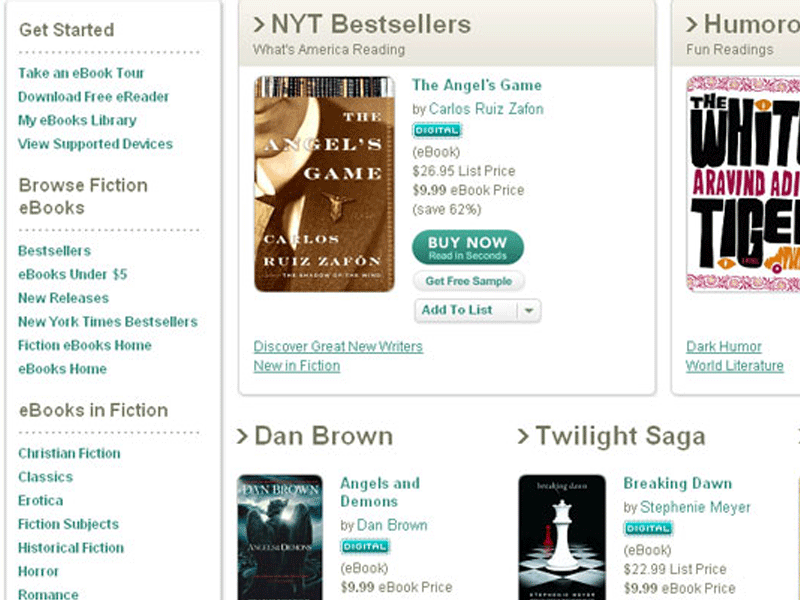 Get Started
Take an eBook Tour
Download Free eReader
My eBooks Library
View Supported Devices
Browse Fiction
eBooks
Bestsellers
eBooks Under $5
New Releases
New York Times Bestsellers
Fiction eBooks Home
eBooks Home
eBooks in Fiction
Christian Fiction
Classics
Erotica
Fiction Subjects
Historical Fiction
Horror
Romance
NYT Bestsellers
What's America Reading
THE
ANGEL'S
GAME
CARLOS
RUIZ ZAFÓN
THE SHADOW OF THE WIND
The Angel's Game
by Carlos Ruiz Zafon
DIGITAL
(eBook)
$26.95 List Price
$9.99 eBook Price
(save 62%)
BUY NOW
Read in Seconds
Get Free Sample
Add To List
Discover Great New Writers
New in Fiction
Humoro
Fun Readings
THE
WHIT
ARAVIND ADI
TIGE
Dark Humor
World Literature
Dan Brown
DAN BROWN
ANGELS & DEMONS
Angels and
Demons
by Dan Brown
DIGITAL
(eBook)
$9.99 eBook Price
Twilight Saga
breaking dawn
STEPHENIE MEYER
Breaking Dawn
by Stephenie Meyer
DIGITAL
(eBook)
$22.99 List Price
$9.99 eBook Price